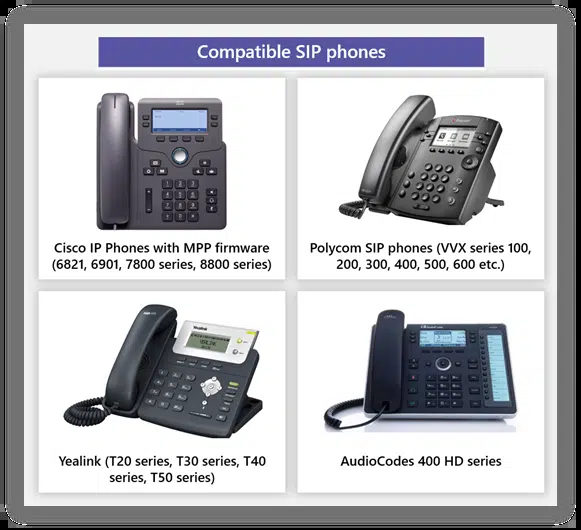 Compatible SIP phones
Cisco IP Phones with MPP firmware
(6821, 6901, 7800 series, 8800 series)
Polycom SIP phones (VVX series 100,
200, 300, 400, 500, 600 etc.)
Yealink
Yealink (T20 series, T30 series, T40
series, T50 series)
AudioCodes 400 HD series